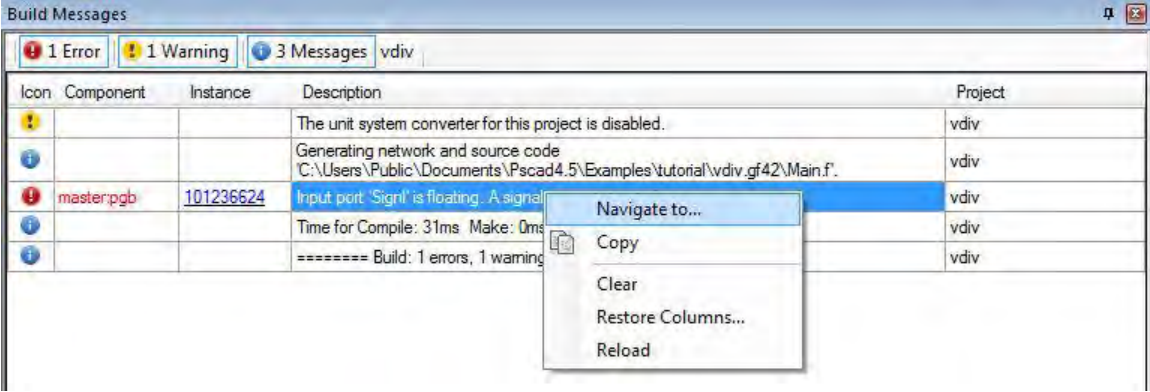 Build Messages
1 Error 1 Warning 3 Messages vdiv
Icon Component Instance Description Project
The unit system converter for this project is disabled. vdiv
Generating network and source code
'C:\Users\Public\Documents\Pscad4.5\Examples\tutorial\vdiv.gf42\Main.f'. vdiv
master:pgb 101236624 Input port 'Signl' is floating. A signal vdiv
Time for Compile: 31ms Make: 0ms vdiv
======== Build: 1 errors, 1 warning vdiv
Navigate to...
Copy
Clear
Restore Columns...
Reload